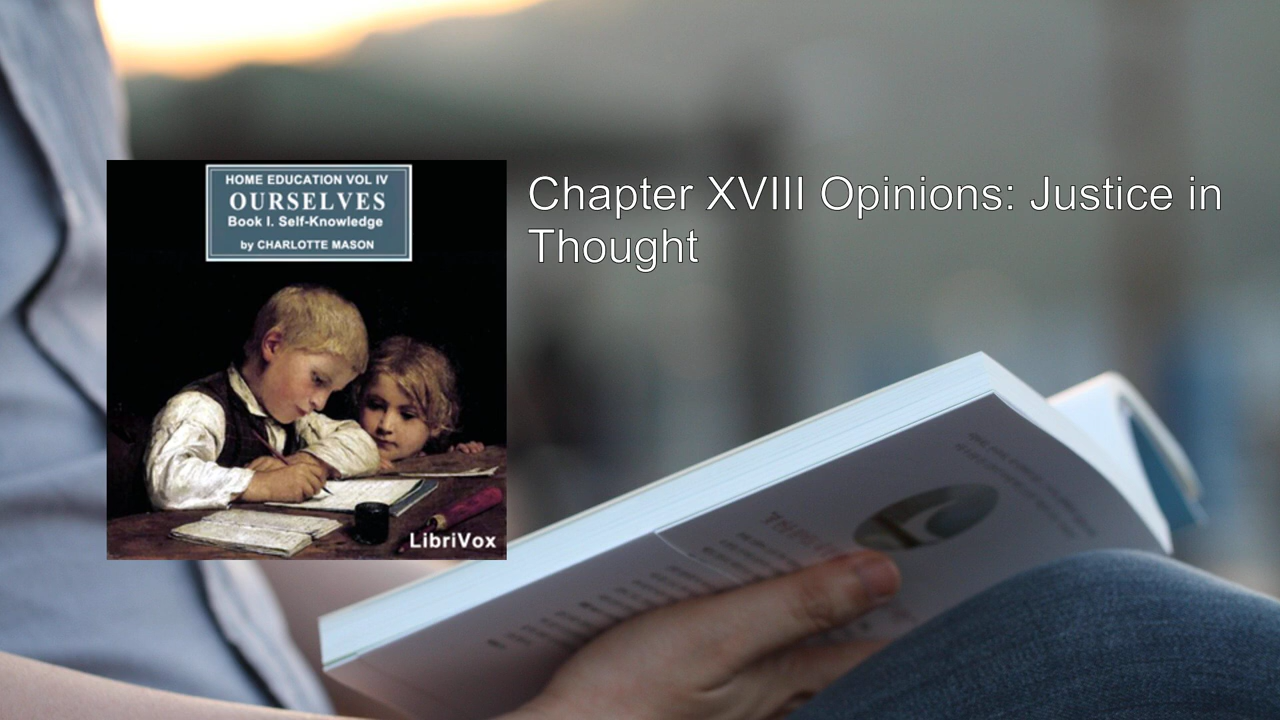 HOME EDUCATION VOL IV
OURSELVES
Book I. Self-Knowledge
by CHARLOTTE MASON
LibriVox
Chapter XVIII Opinions: Justice in
Thought